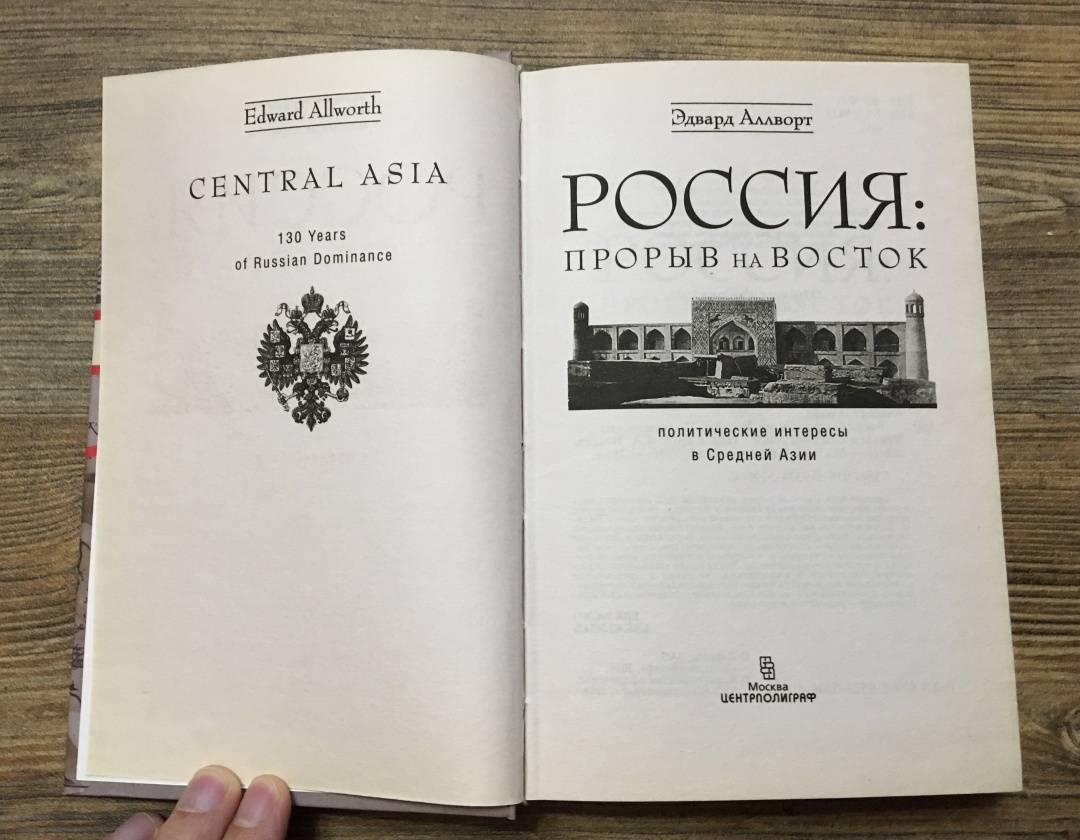 Edward Allworth
CENTRAL ASIA
130 Years
of Russian Dominance
Эдвард Аллворт
РОССИЯ:
ПРОРЫВ НА ВОСТОК
политические интересы
в Средней Азии
Москва
ЦЕНТРПОЛИГРАФ